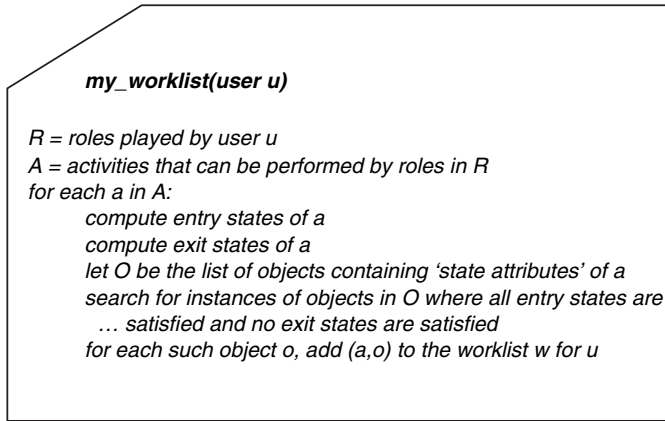 my_worklist(user u)
R = roles played by user u
A = activities that can be performed by roles in R
for each a in A:
compute entry states of a
compute exit states of a
let O be the list of objects containing ‘state attributes’ of a
search for instances of objects in O where all entry states are
… satisfied and no exit states are satisfied
for each such object o, add (a,o) to the worklist w for u